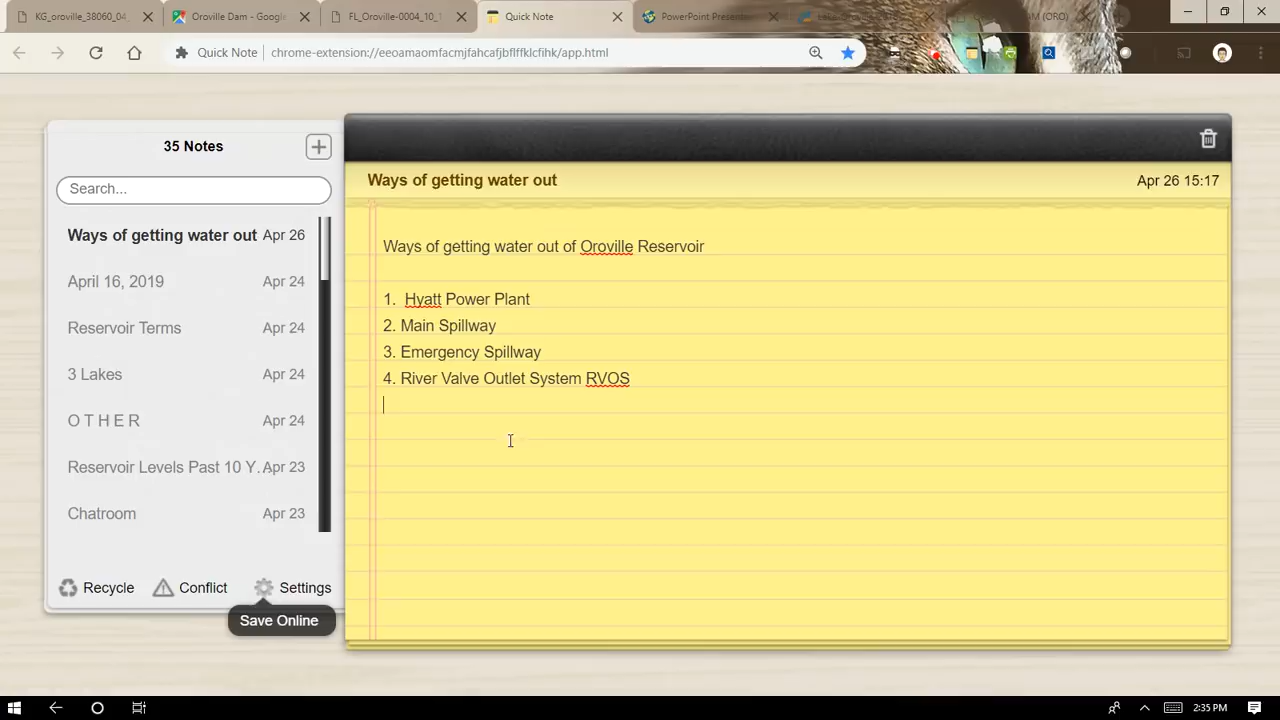 KG_oroville_38060_04_
Oroville Dam - Google
FL_Oroville-0004_10_1
Quick Note
PowerPoint Present
(ORO)
Quick Note
chrome-extension://eeoamaomfacmjfahcafjbflffklcfihk/app.html
35 Notes
Search...
Ways of getting water out Apr 26
April 16, 2019 Apr 24
Reservoir Terms Apr 24
3 Lakes Apr 24
O T H E R Apr 24
Reservoir Levels Past 10 Y... Apr 23
Chatroom Apr 23
Recycle
Conflict
Settings
Save Online
Ways of getting water out
Apr 26 15:17
Ways of getting water out of Oroville Reservoir
1. Hyatt Power Plant
2. Main Spillway
3. Emergency Spillway
4. River Valve Outlet System RVOS
2:35 PM